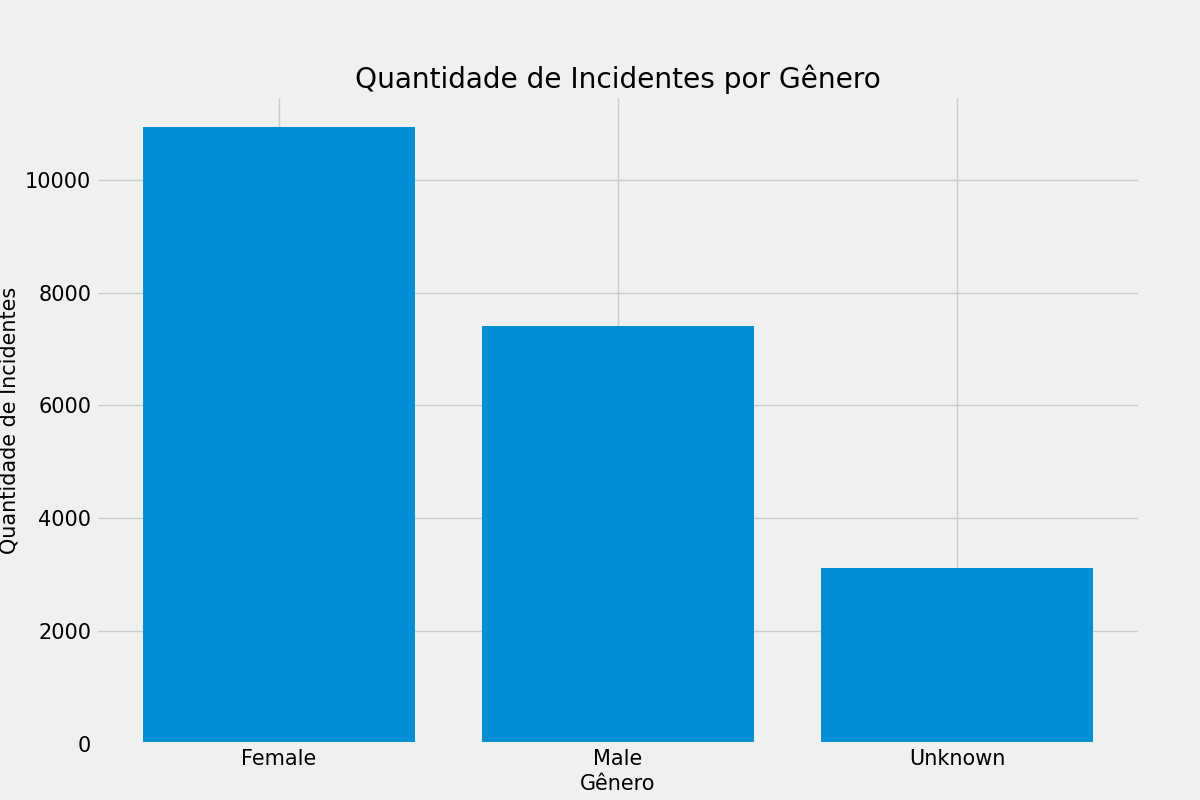 Quantidade de Incidentes por Gênero
Quantidade de Incidentes
10000
8000
6000
4000
2000
0
Female Male Unknown
Gênero